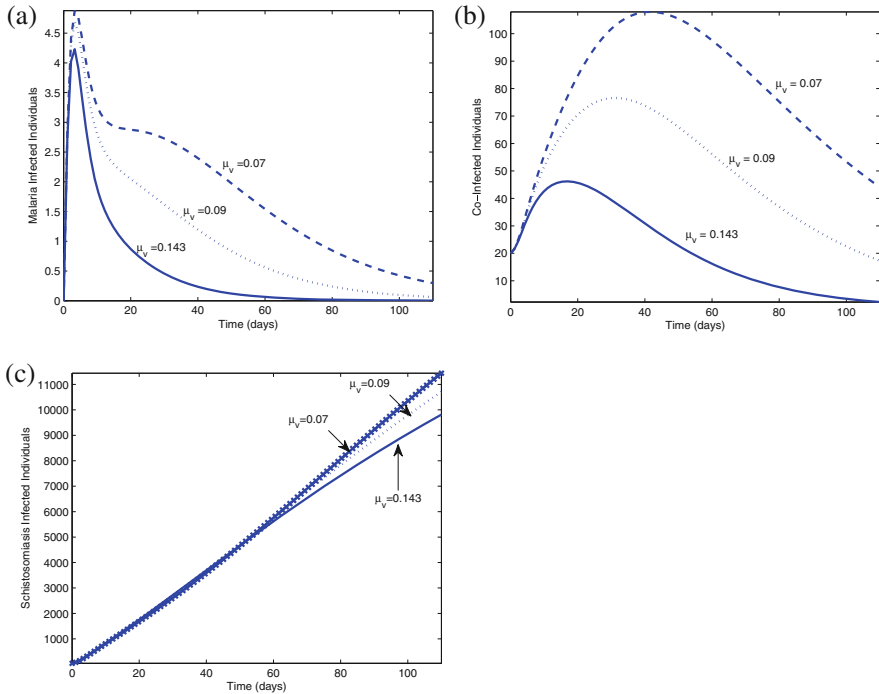 (a)
Malaria Infected Individuals
5
4.5
4
3.5
3
2.5
2
1.5
1
0.5
0
0 20 40 60 80 100
Time (days)
μv =0.07
μv =0.09
μv =0.143
(b)
Co-Infected Individuals
100
90
80
70
60
50
40
30
20
10
0 20 40 60 80 100
Time (days)
μv = 0.07
μv = 0.09
μv = 0.143
(c)
Schistosomiasis Infected Individuals
11000
10000
9000
8000
7000
6000
5000
4000
3000
2000
1000
0 20 40 60 80 100
Time (days)
μv=0.09
μv=0.07
μv=0.143